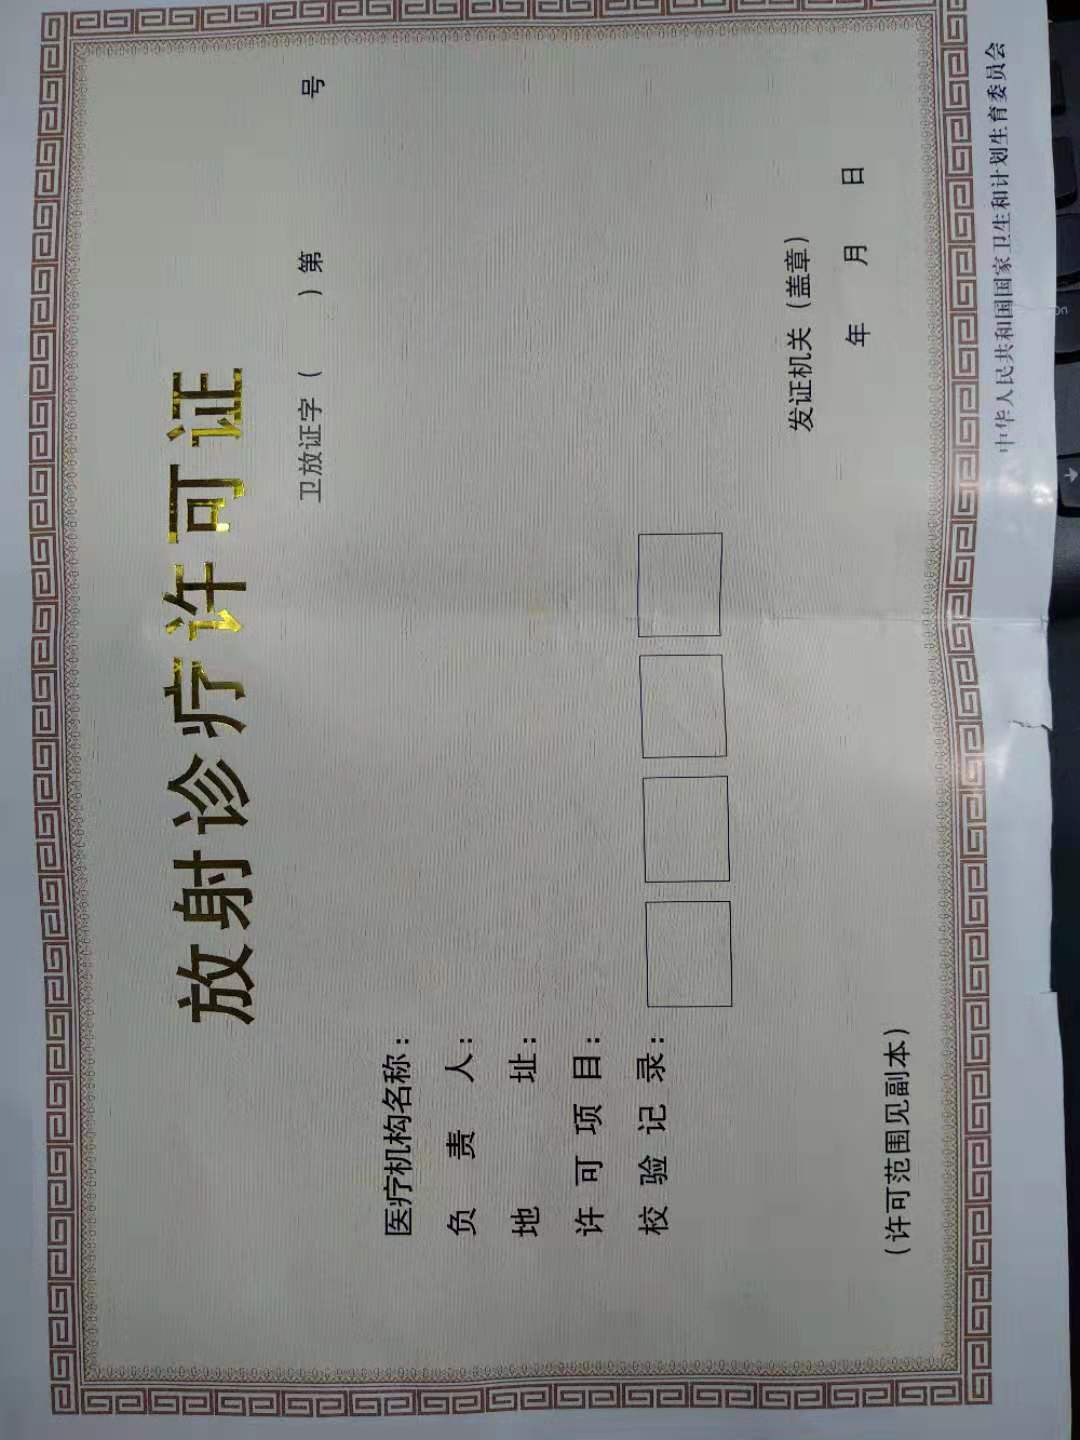 放射诊疗许可证
卫放证字（ ）第 号
医疗机构名称：
负责人：
地址：
许可项目：
校验记录：
发证机关（盖章）
年 月 日
（许可范围见副本）
中华人民共和国国家卫生和计划生育委员会